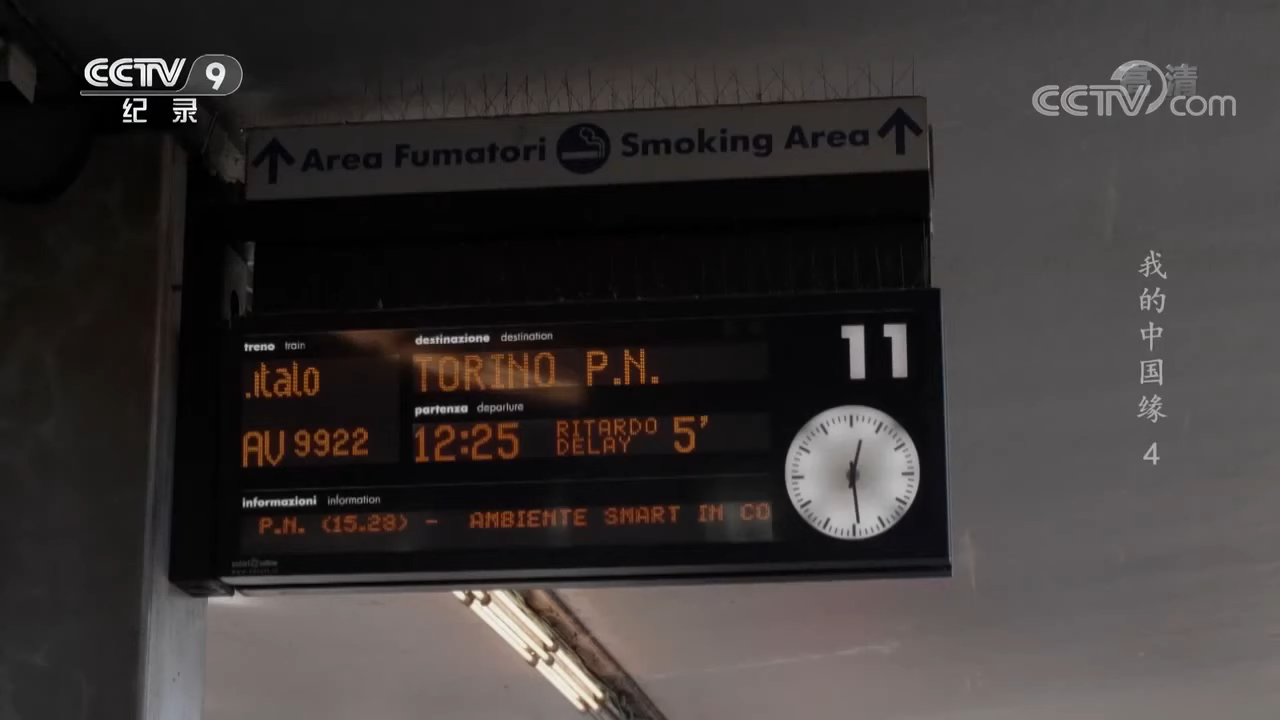 CCTV 9
纪录
高清
CCTV.com
Area Fumatori Smoking Area
我的中国缘 4
11
treno train
.italo
AV 9922
destinazione destination
TORINO P.N.
partenza departure
12:25 RITARDO DELAY 5'
informazioni information
P.N. (15.28) - AMBIENTE SMART IN CO